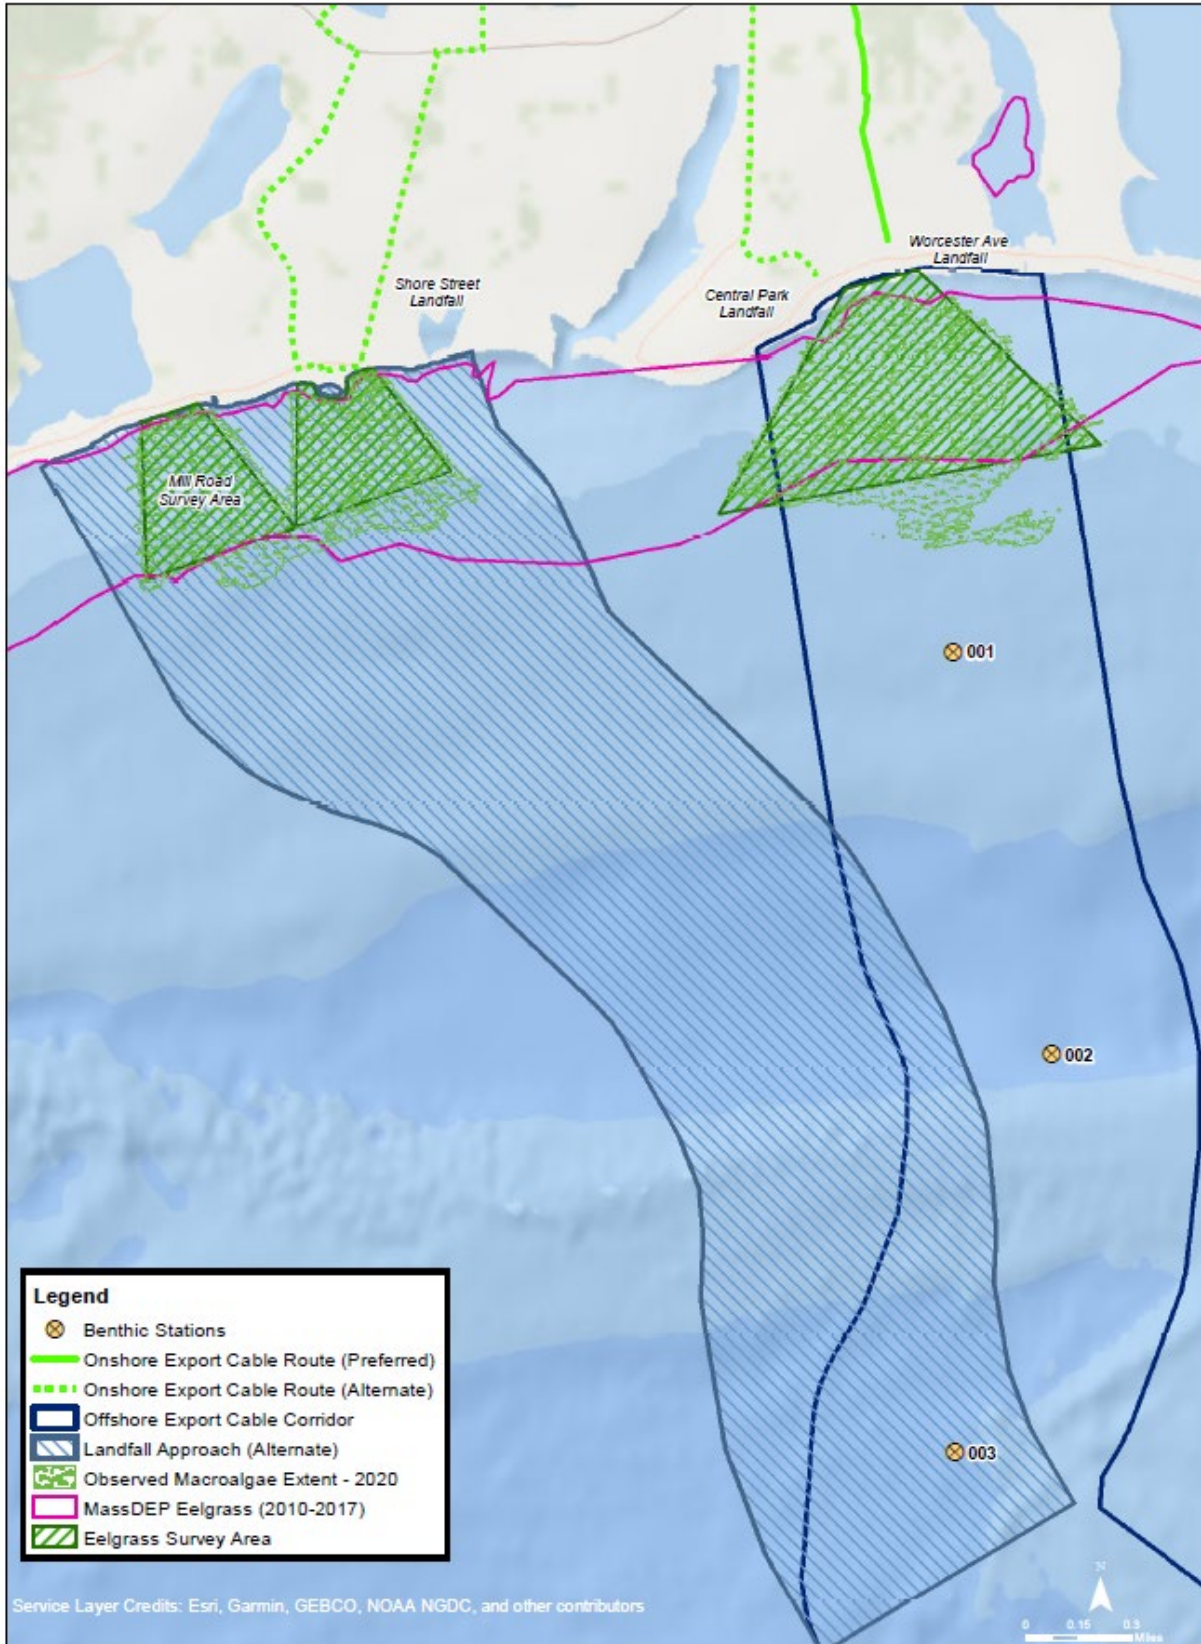 Worcester Ave
Landfall
Shore Street
Landfall
Central Park
Landfall
Mill Road
Survey Area
001
002
003
Legend
Benthic Stations
Onshore Export Cable Route (Preferred)
Onshore Export Cable Route (Alternate)
Offshore Export Cable Corridor
Landfall Approach (Alternate)
Observed Macroalgae Extent - 2020
MassDEP Eelgrass (2010-2017)
Eelgrass Survey Area
N
Service Layer Credits: Esri, Garmin, GEBCO, NOAA NGDC, and other contributors
0 0.15 0.3
Miles